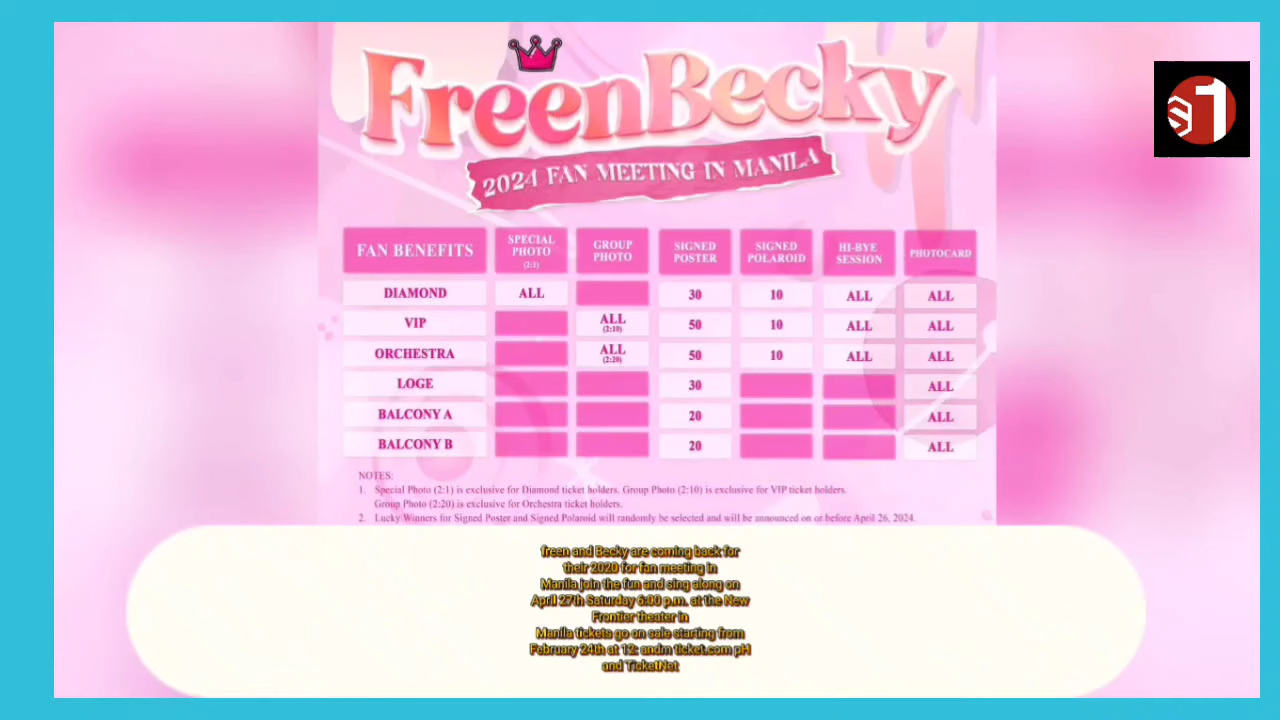 FreenBecky
2024 FAN MEETING IN MANILA
FAN BENEFITS SPECIAL PHOTO (2:1) GROUP PHOTO SIGNED POSTER SIGNED POLAROID HI-BYE SESSION PHOTOCARD
DIAMOND ALL 30 10 ALL ALL
VIP ALL (2:10) 50 10 ALL ALL
ORCHESTRA ALL (2:20) 50 10 ALL ALL
LOGE 30 ALL
BALCONY A 20 ALL
BALCONY B 20 ALL
NOTES:
1. Special Photo (2:1) is exclusive for Diamond ticket holders. Group Photo (2:10) is exclusive for VIP ticket holders.
Group Photo (2:20) is exclusive for Orchestra ticket holders.
2. Lucky Winners for Signed Poster and Signed Polaroid will randomly be selected and will be announced on or before April 26, 2024.
freen and Becky are coming back for
their 2020 for fan meeting in
Manila join the fun and sing along on
April 27th Saturday 6:00 p.m. at the New
Frontier theater in
Manila tickets go on sale starting from
February 24th at 12: andm ticket.com pH
and TicketNet